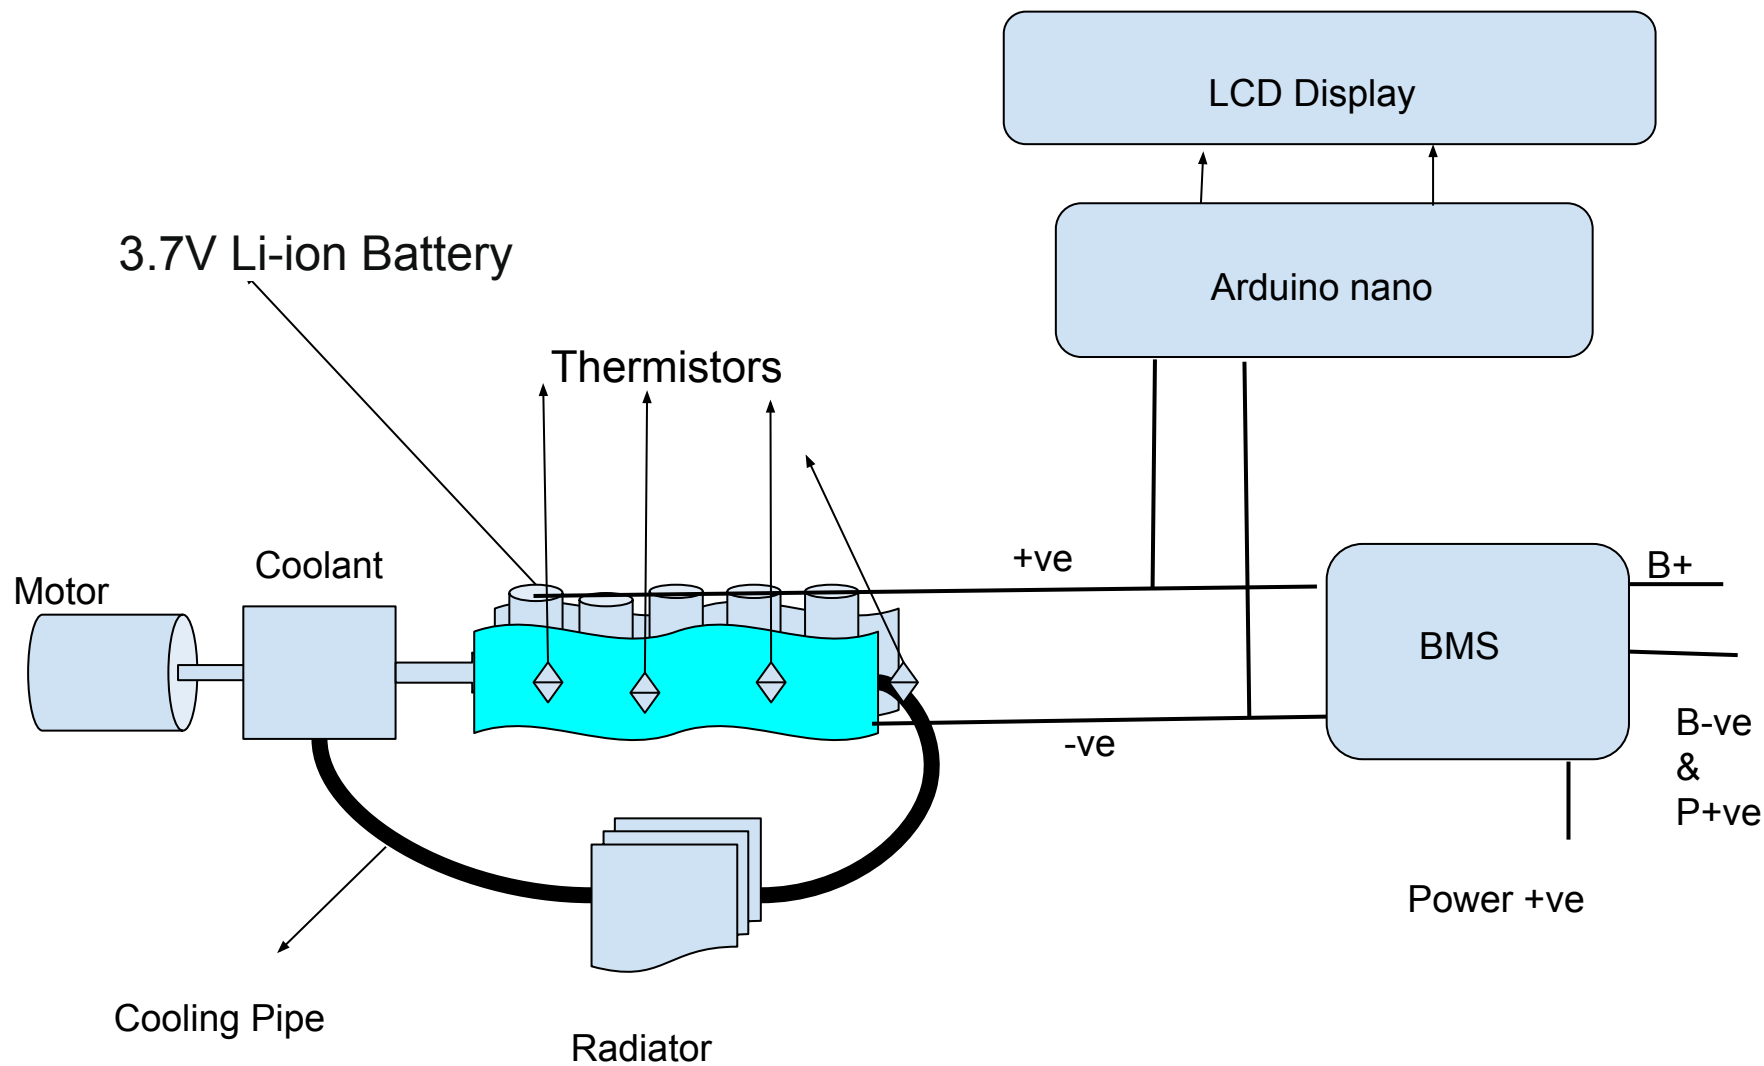 LCD Display
3.7V Li-ion Battery
Arduino nano
Thermistors
Coolant
Motor
+ve
B+
BMS
-ve
B-ve
&
P+ve
Power +ve
Cooling Pipe
Radiator